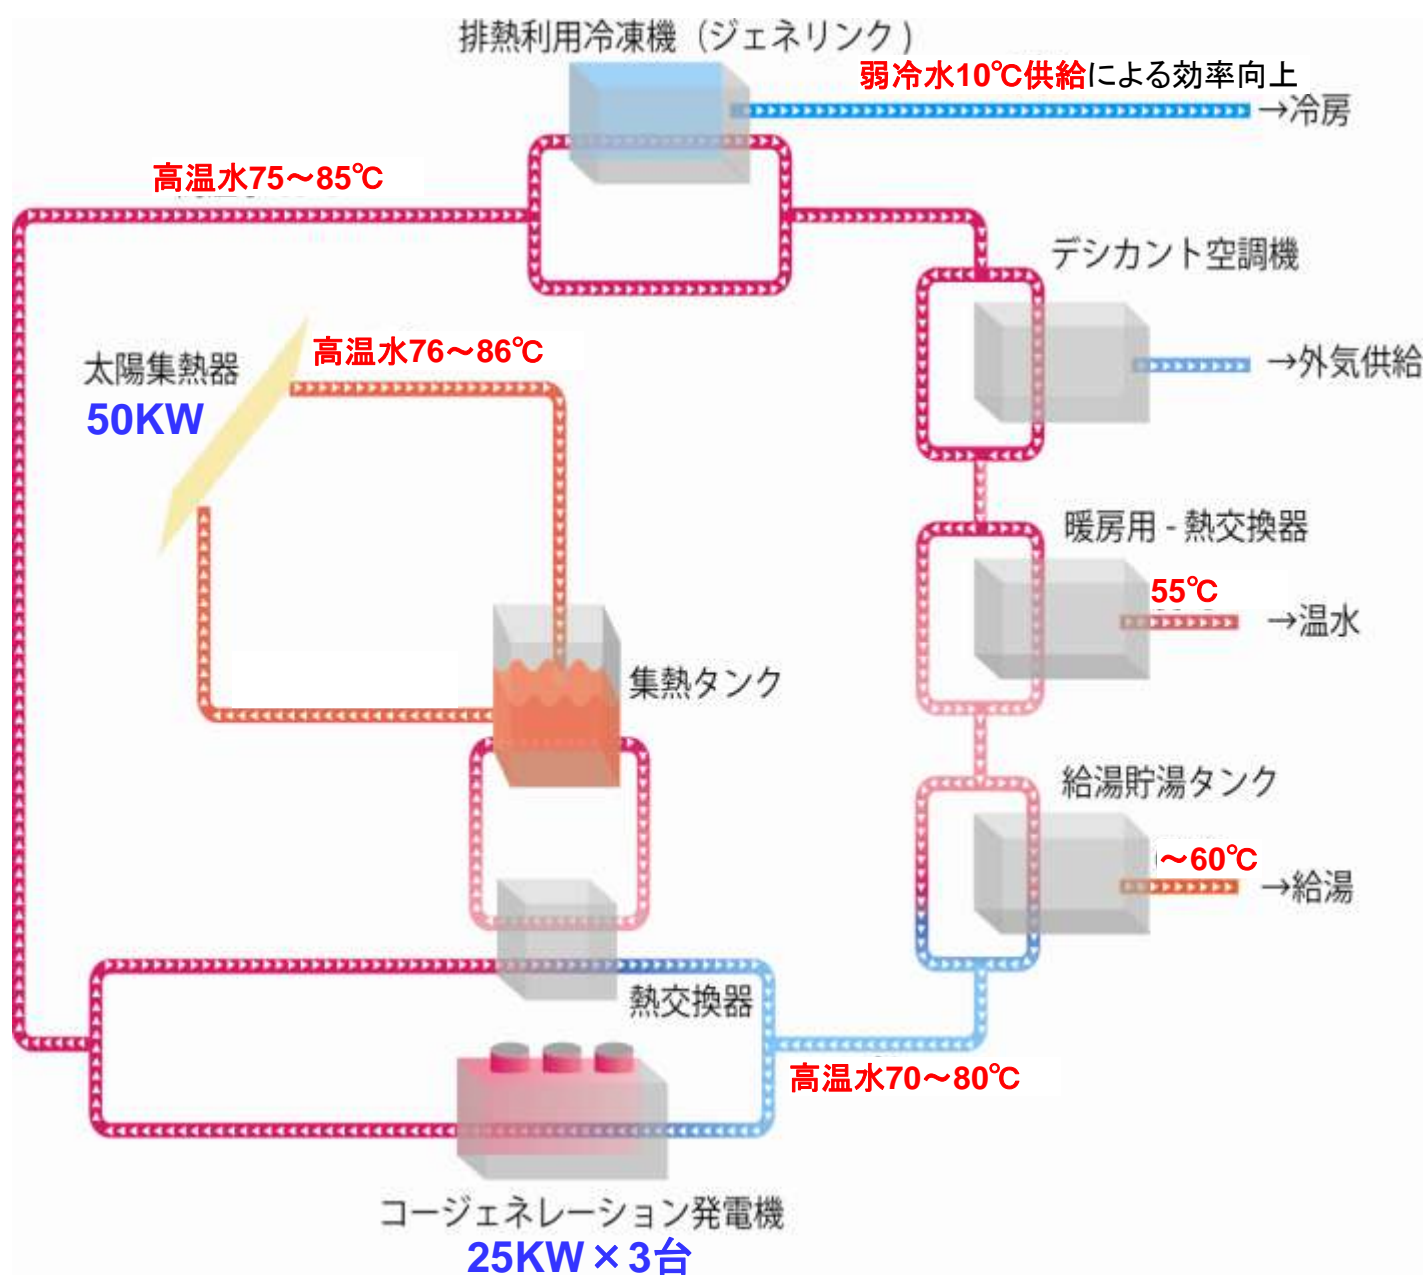 排熱利用冷凍機（ジェネリンク）
弱冷水10℃供給による効率向上
→冷房
高温水75～85℃
デシカント空調機
太陽集熱器
50KW
高温水76～86℃
→外気供給
暖房用 - 熱交換器
55℃
→温水
集熱タンク
給湯貯湯タンク
～60℃
→給湯
熱交換器
高温水70～80℃
コージェネレーション発電機
25KW × 3台